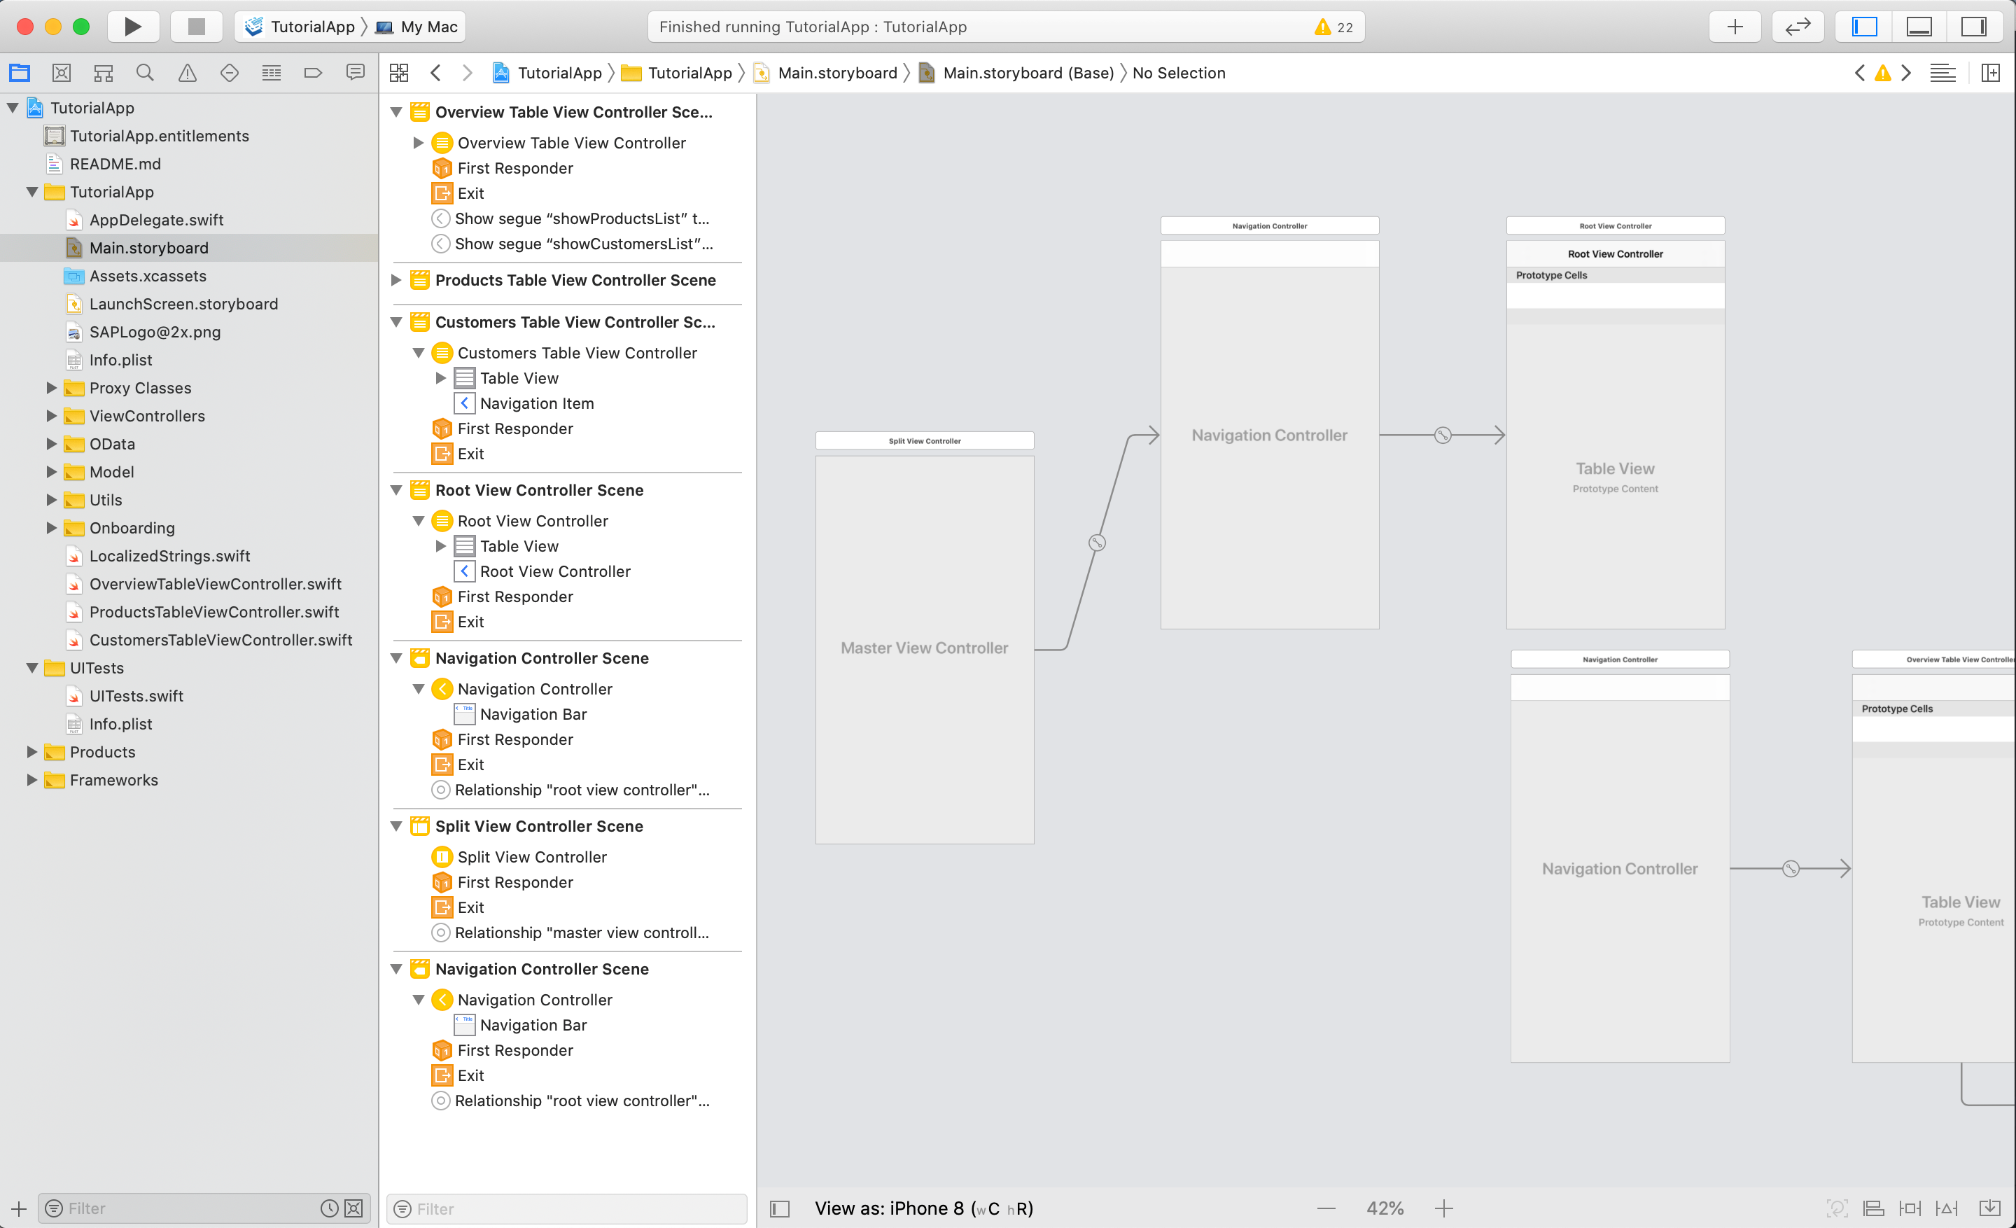 TutorialApp 〉 My Mac
Finished running TutorialApp : TutorialApp
22
TutorialApp 〉 TutorialApp 〉 Main.storyboard 〉 Main.storyboard (Base) 〉 No Selection
TutorialApp
TutorialApp.entitlements
README.md
TutorialApp
AppDelegate.swift
Main.storyboard
Assets.xcassets
LaunchScreen.storyboard
SAPLogo@2x.png
Info.plist
Proxy Classes
ViewControllers
OData
Model
Utils
Onboarding
LocalizedStrings.swift
OverviewTableViewController.swift
ProductsTableViewController.swift
CustomersTableViewController.swift
UITests
UITests.swift
Info.plist
Products
Frameworks
Filter
Overview Table View Controller Sce...
Overview Table View Controller
First Responder
Exit
Show segue “showProductsList” t...
Show segue “showCustomersList”...
Products Table View Controller Scene
Customers Table View Controller Sc...
Customers Table View Controller
Table View
Navigation Item
First Responder
Exit
Root View Controller Scene
Root View Controller
Table View
Root View Controller
First Responder
Exit
Navigation Controller Scene
Navigation Controller
Navigation Bar
First Responder
Exit
Relationship "root view controller"...
Split View Controller Scene
Split View Controller
First Responder
Exit
Relationship "master view controll...
Navigation Controller Scene
Navigation Controller
Navigation Bar
First Responder
Exit
Relationship "root view controller"...
Filter
Split View Controller
Master View Controller
Navigation Controller
Navigation Controller
Root View Controller
Root View Controller
Prototype Cells
Table View
Prototype Content
Navigation Controller
Navigation Controller
Overview Table View Controller
Prototype Cells
Table View
Prototype Content
View as: iPhone 8 (wC hR)
42%